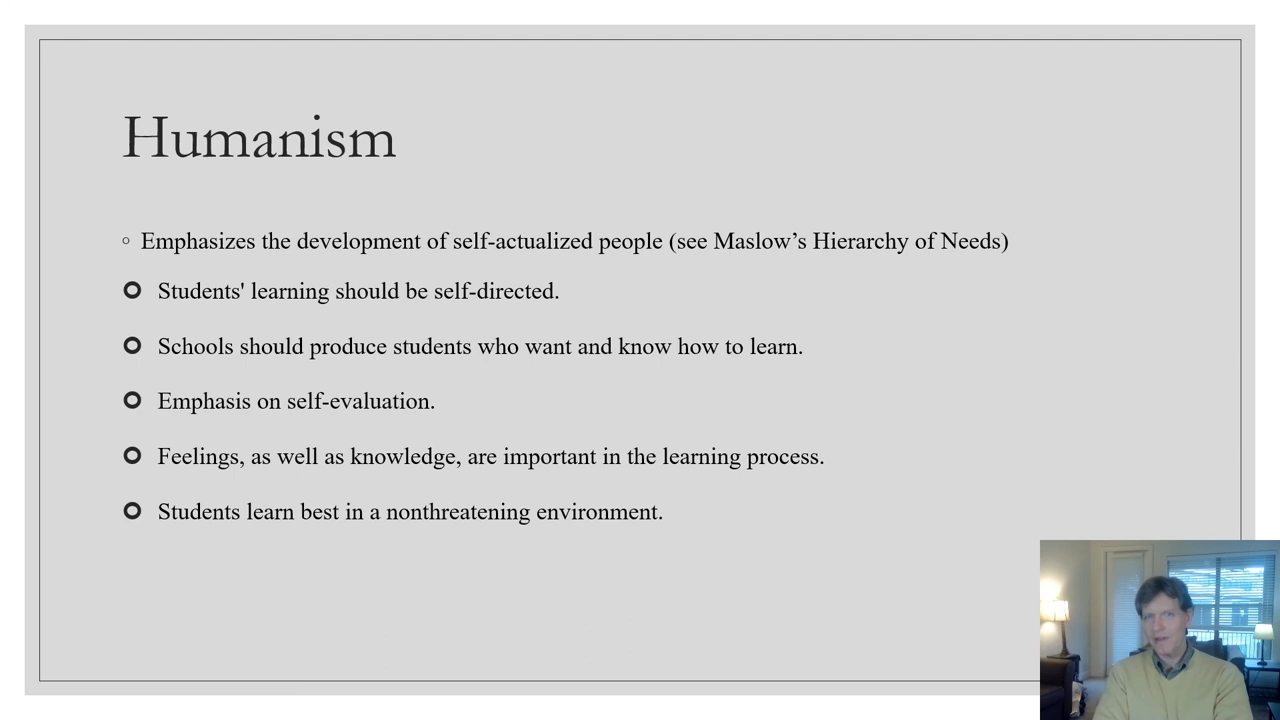 Humanism
Emphasizes the development of self-actualized people (see Maslow’s Hierarchy of Needs)
Students' learning should be self-directed.
Schools should produce students who want and know how to learn.
Emphasis on self-evaluation.
Feelings, as well as knowledge, are important in the learning process.
Students learn best in a nonthreatening environment.